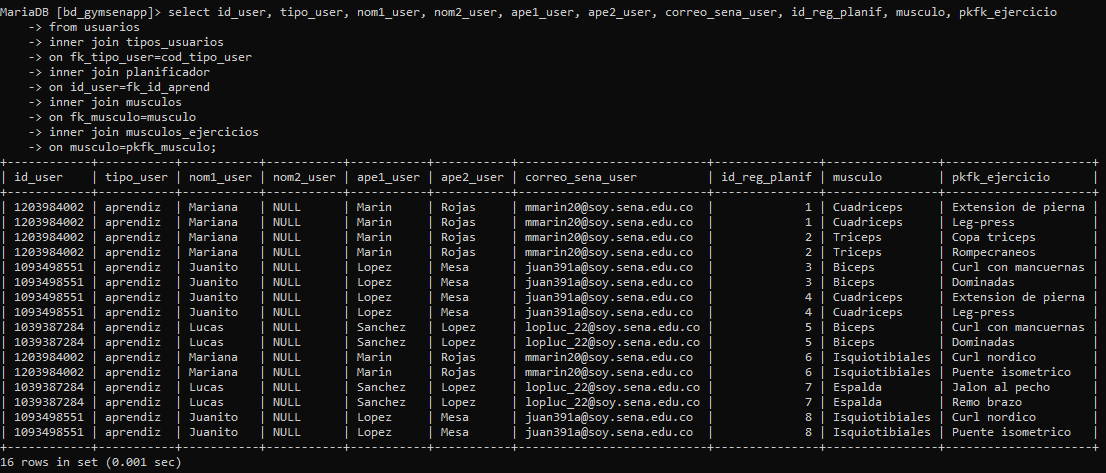 MariaDB [bd_gymsenapp]> select id_user, tipo_user, nom1_user, nom2_user, ape1_user, ape2_user, correo_sena_user, id_reg_planif, musculo, pkfk_ejercicio
    -> from usuarios
    -> inner join tipos_usuarios
    -> on fk_tipo_user=cod_tipo_user
    -> inner join planificador
    -> on id_user=fk_id_aprend
    -> inner join musculos
    -> on fk_musculo=musculo
    -> inner join musculos_ejercicios
    -> on musculo=pkfk_musculo;
+------------+-----------+-----------+-----------+-----------+-----------+---------------------------+---------------+----------------+---------------------+
| id_user    | tipo_user | nom1_user | nom2_user | ape1_user | ape2_user | correo_sena_user          | id_reg_planif | musculo        | pkfk_ejercicio      |
+------------+-----------+-----------+-----------+-----------+-----------+---------------------------+---------------+----------------+---------------------+
| 1203984002 | aprendiz  | Mariana   | NULL      | Marin     | Rojas     | mmarin20@soy.sena.edu.co  |             1 | Cuadriceps     | Extension de pierna |
| 1203984002 | aprendiz  | Mariana   | NULL      | Marin     | Rojas     | mmarin20@soy.sena.edu.co  |             1 | Cuadriceps     | Leg-press           |
| 1203984002 | aprendiz  | Mariana   | NULL      | Marin     | Rojas     | mmarin20@soy.sena.edu.co  |             2 | Triceps        | Copa triceps        |
| 1203984002 | aprendiz  | Mariana   | NULL      | Marin     | Rojas     | mmarin20@soy.sena.edu.co  |             2 | Triceps        | Rompecraneos        |
| 1093498551 | aprendiz  | Juanito   | NULL      | Lopez     | Mesa      | juan391a@soy.sena.edu.co  |             3 | Biceps         | Curl con mancuernas |
| 1093498551 | aprendiz  | Juanito   | NULL      | Lopez     | Mesa      | juan391a@soy.sena.edu.co  |             3 | Biceps         | Dominadas           |
| 1093498551 | aprendiz  | Juanito   | NULL      | Lopez     | Mesa      | juan391a@soy.sena.edu.co  |             4 | Cuadriceps     | Extension de pierna |
| 1093498551 | aprendiz  | Juanito   | NULL      | Lopez     | Mesa      | juan391a@soy.sena.edu.co  |             4 | Cuadriceps     | Leg-press           |
| 1039387284 | aprendiz  | Lucas     | NULL      | Sanchez   | Lopez     | lopluc_22@soy.sena.edu.co |             5 | Biceps         | Curl con mancuernas |
| 1039387284 | aprendiz  | Lucas     | NULL      | Sanchez   | Lopez     | lopluc_22@soy.sena.edu.co |             5 | Biceps         | Dominadas           |
| 1203984002 | aprendiz  | Mariana   | NULL      | Marin     | Rojas     | mmarin20@soy.sena.edu.co  |             6 | Isquiotibiales | Curl nordico        |
| 1203984002 | aprendiz  | Mariana   | NULL      | Marin     | Rojas     | mmarin20@soy.sena.edu.co  |             6 | Isquiotibiales | Puente isometrico   |
| 1039387284 | aprendiz  | Lucas     | NULL      | Sanchez   | Lopez     | lopluc_22@soy.sena.edu.co |             7 | Espalda        | Jalon al pecho      |
| 1039387284 | aprendiz  | Lucas     | NULL      | Sanchez   | Lopez     | lopluc_22@soy.sena.edu.co |             7 | Espalda        | Remo brazo          |
| 1093498551 | aprendiz  | Juanito   | NULL      | Lopez     | Mesa      | juan391a@soy.sena.edu.co  |             8 | Isquiotibiales | Curl nordico        |
| 1093498551 | aprendiz  | Juanito   | NULL      | Lopez     | Mesa      | juan391a@soy.sena.edu.co  |             8 | Isquiotibiales | Puente isometrico   |
+------------+-----------+-----------+-----------+-----------+-----------+---------------------------+---------------+----------------+---------------------+
16 rows in set (0.001 sec)